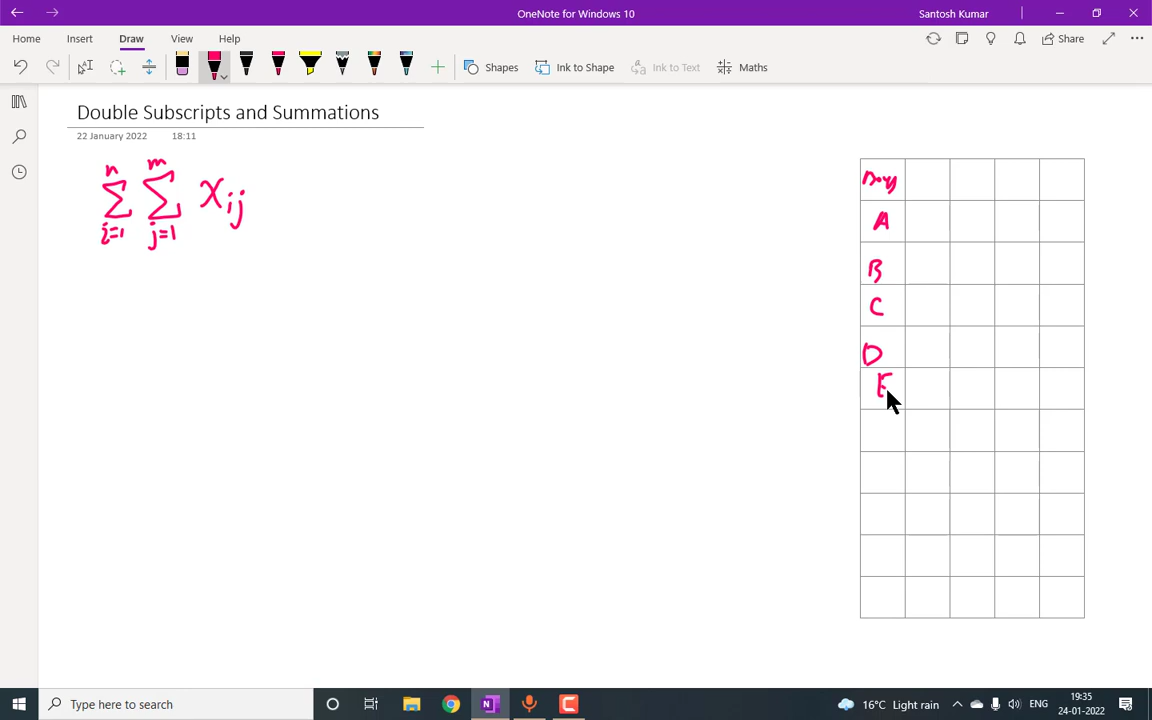 OneNote for Windows 10
Santosh Kumar
Home Insert Draw View Help
Share
Shapes Ink to Shape Ink to Text Maths
Double Subscripts and Summations
22 January 2022 18:11
n m
∑ ∑ xij
i=1 j=1
A
B
C
D
E
Type here to search
16°C Light rain
ENG
19:35
24-01-2022